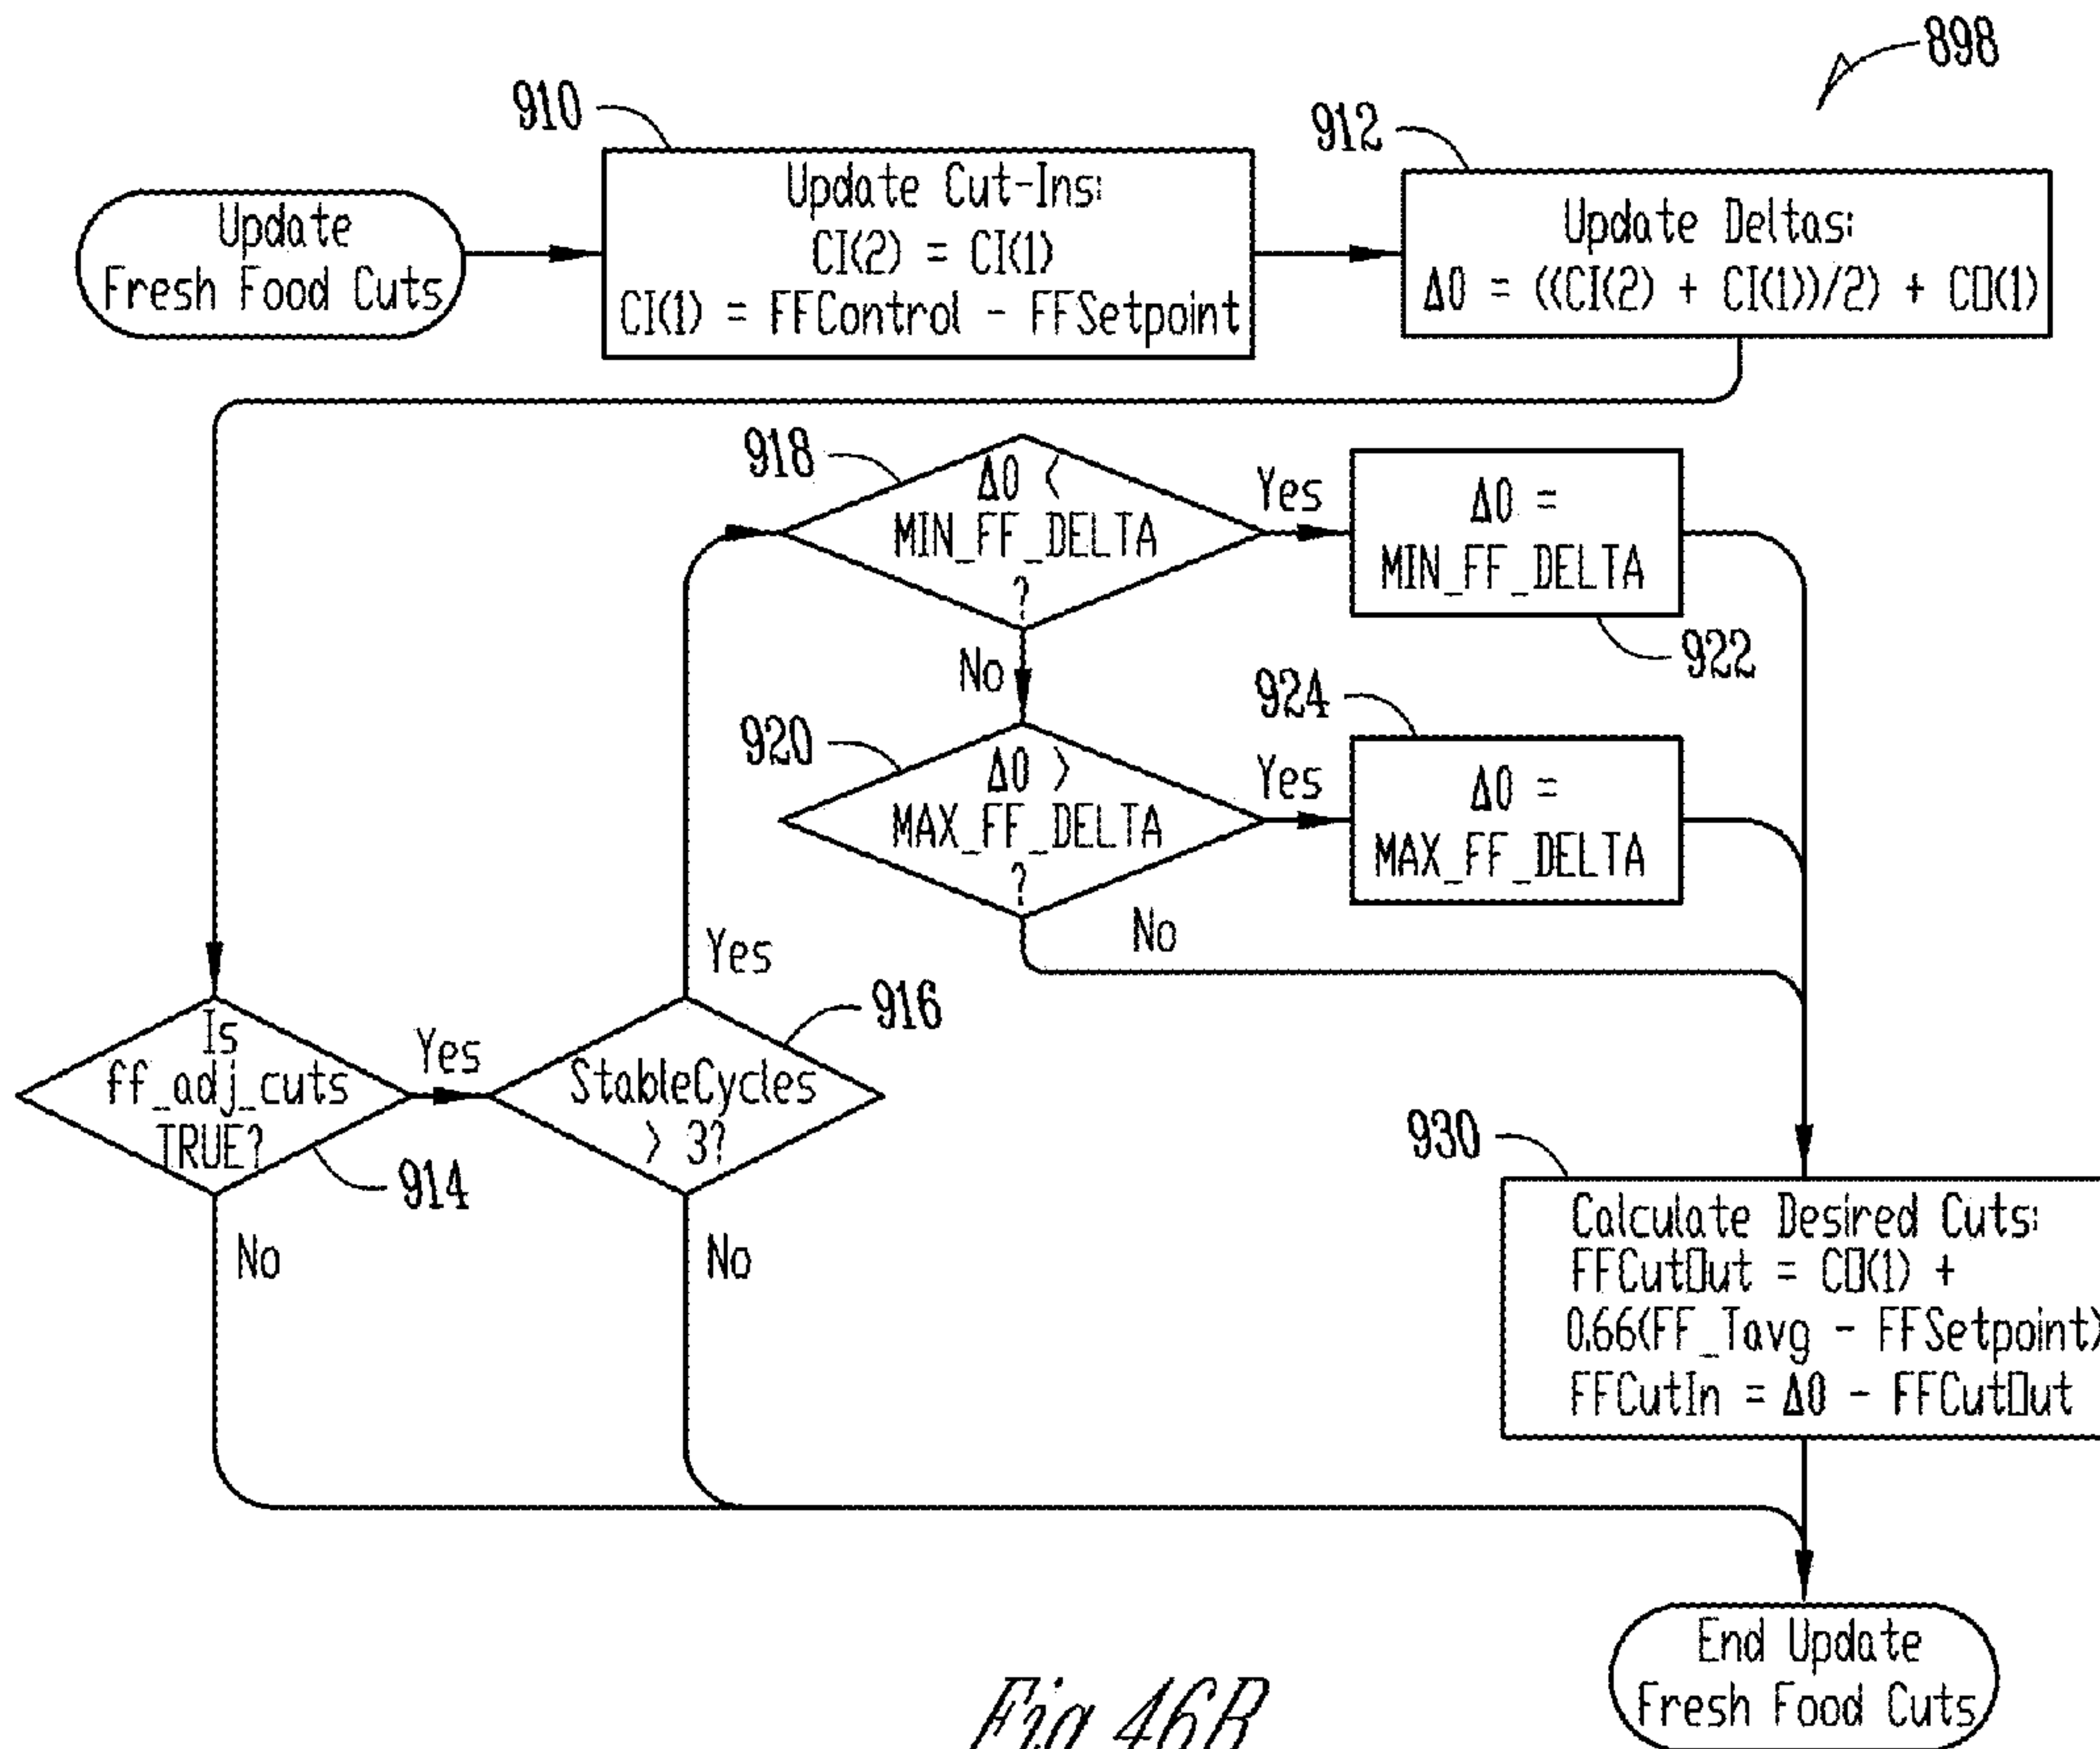 898
910
912
Update
Fresh Food Cuts
Update Cut-Ins:
CI(2) = CI(1)
CI(1) = FFControl - FFSetpoint
Update Deltas:
Δ0 = ((CI(2) + CI(1))/2) + CO(1)
918
Δ0 <
MIN_FF_DELTA
?
Yes
Δ0 =
MIN_FF_DELTA
922
No
920
Δ0 >
MAX_FF_DELTA
?
Yes
924
Δ0 =
MAX_FF_DELTA
No
Is
ff_adj_cuts
TRUE?
914
Yes
StableCycles
> 3?
916
Yes
No
No
930
Calculate Desired Cuts:
FFCutOut = CO(1) +
0.66(FF_Tavg - FFSetpoint)
FFCutIn = Δ0 - FFCutOut
End Update
Fresh Food Cuts
Fig 46B